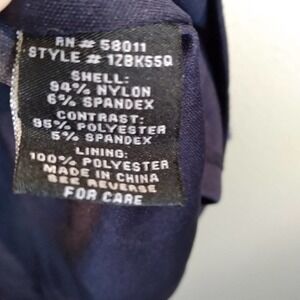 RN # 58011
STYLE # 1ZBK55Q
SHELL:
94% NYLON
6% SPANDEX
CONTRAST:
95% POLYESTER
5% SPANDEX
LINING:
100% POLYESTER
MADE IN CHINA
SEE REVERSE
FOR CARE